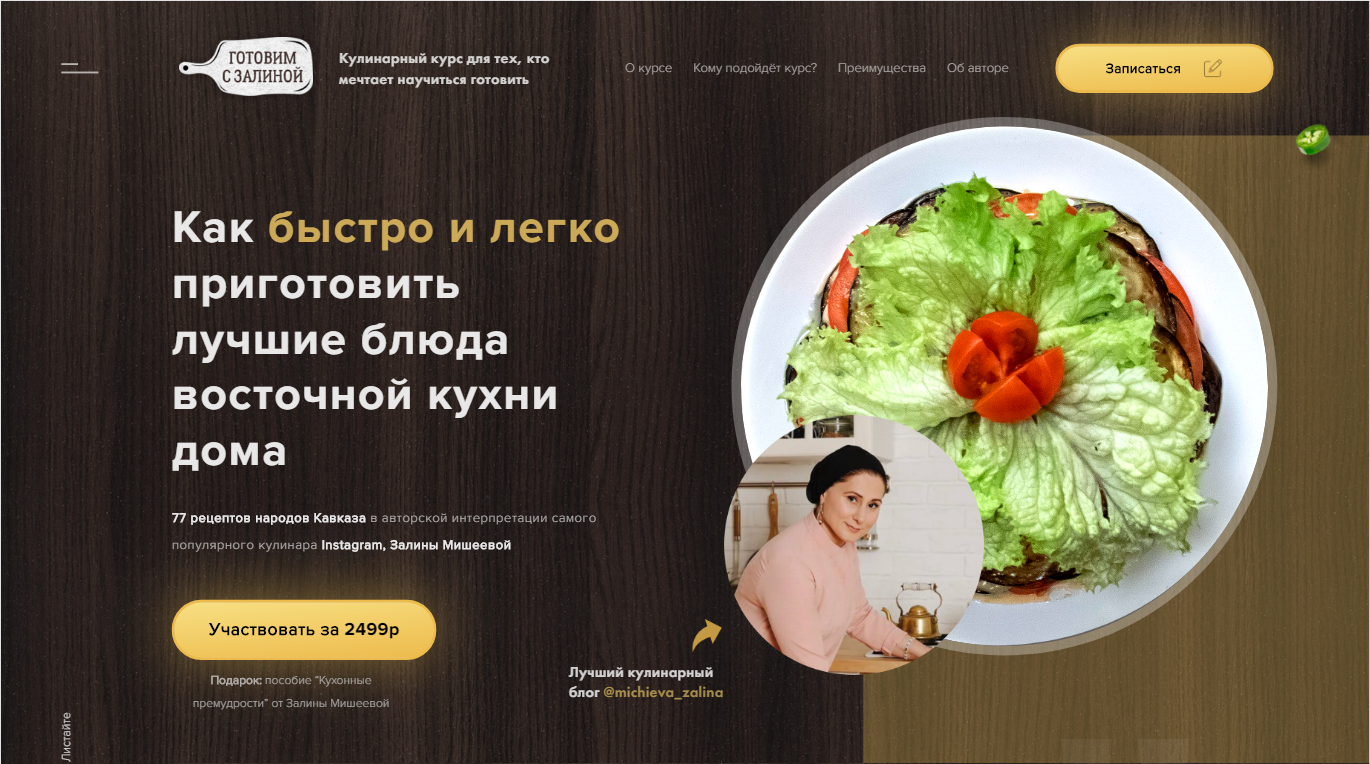 ГОТОВИМ
С ЗАЛИНОЙ
Кулинарный курс для тех, кто
мечтает научиться готовить
О курсе
Кому подойдёт курс?
Преимущества
Об авторе
Записаться
Как быстро и легко
приготовить
лучшие блюда
восточной кухни
дома
77 рецептов народов Кавказа в авторской интерпретации самого
популярного кулинара Instagram, Залины Мишеевой
Участвовать за 2499р
Подарок: пособие "Кухонные
премудрости" от Залины Мишеевой
Лучший кулинарный
блог @michieva_zalina
Листайте